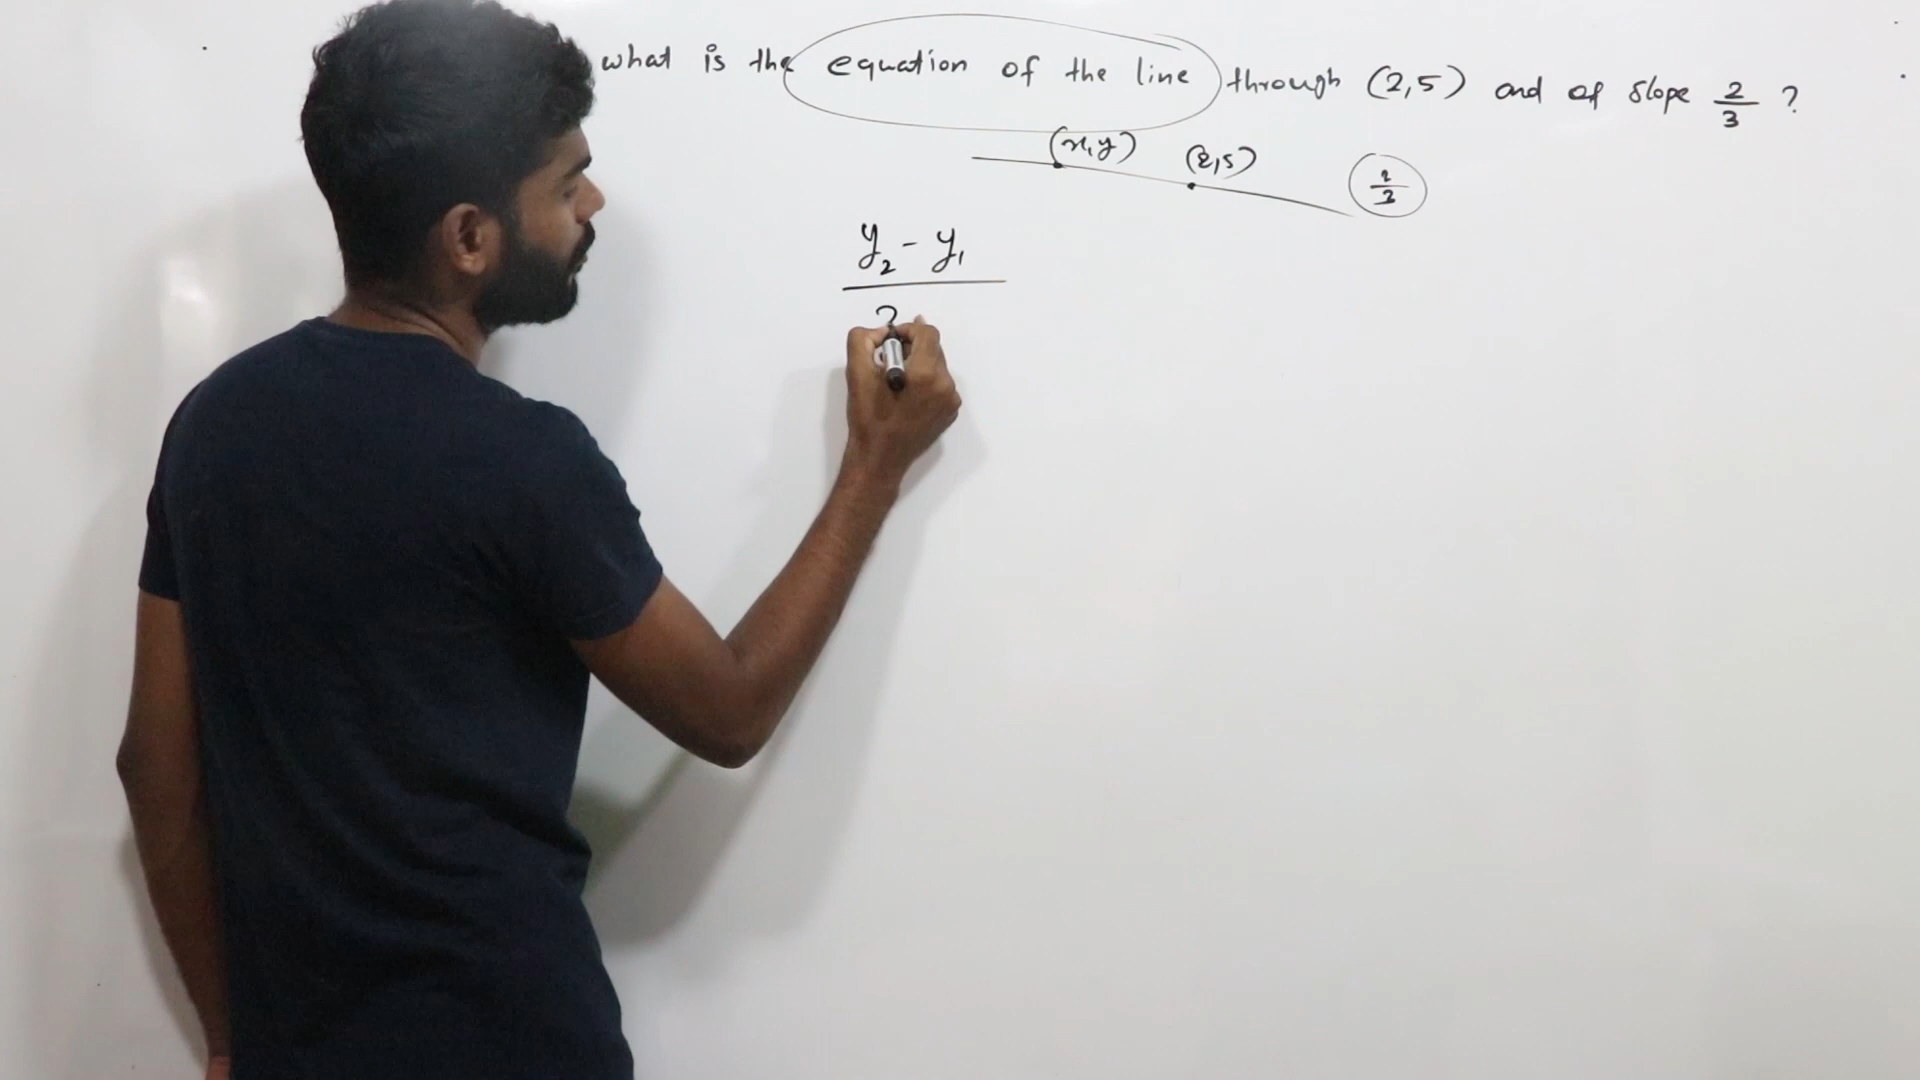 what is the equation of the line through (2,5) and of slope 2/3 ?
(x,y) (2,5) 2/3
y₂ - y₁